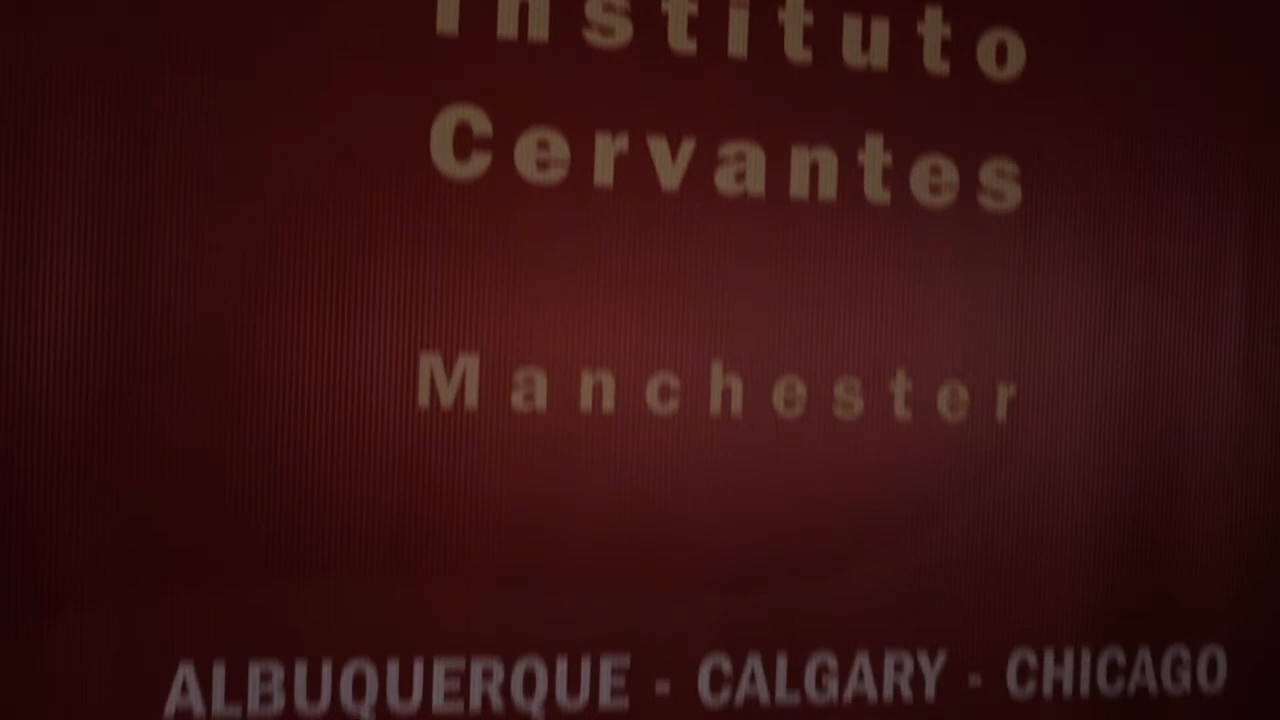 Instituto
Cervantes
Manchester
ALBUQUERQUE - CALGARY - CHICAGO